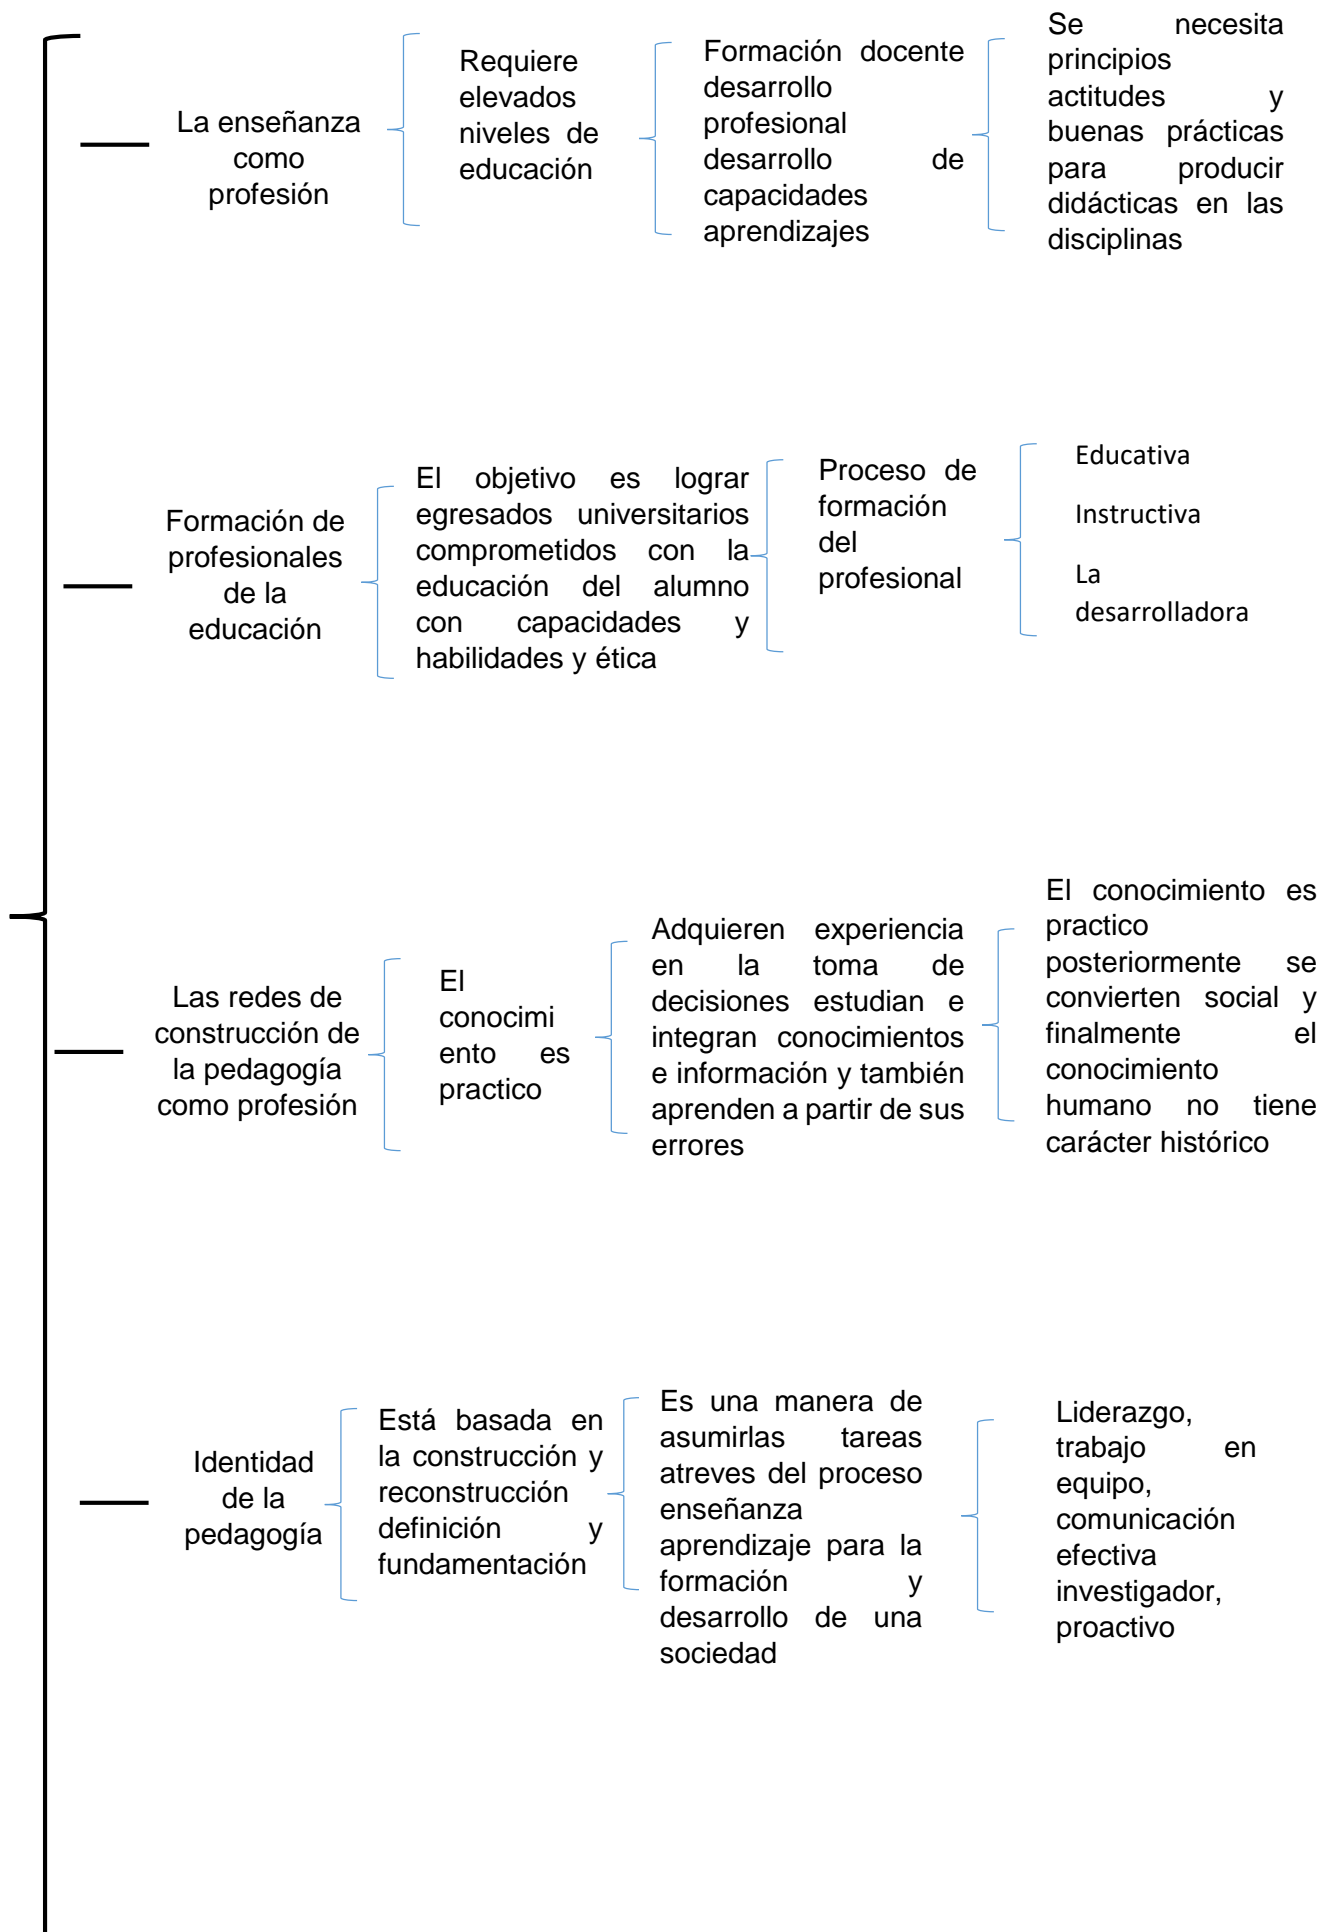 La enseñanza
como
profesión
Requiere
elevados
niveles de
educación
Formación docente
desarrollo
profesional
desarrollo de
capacidades
aprendizajes
Se necesita
principios
actitudes y
buenas prácticas
para producir
didácticas en las
disciplinas
Formación de
profesionales
de la
educación
El objetivo es lograr
egresados universitarios
comprometidos con la
educación del alumno
con capacidades y
habilidades y ética
Proceso de
formación
del
profesional
Educativa
Instructiva
La
desarrolladora
Las redes de
construcción de
la pedagogía
como profesión
El
conocimi
ento es
practico
Adquieren experiencia
en la toma de
decisiones estudian e
integran conocimientos
e información y también
aprenden a partir de sus
errores
El conocimiento es
practico
posteriormente se
convierten social y
finalmente el
conocimiento
humano no tiene
carácter histórico
Identidad
de la
pedagogía
Está basada en
la construcción y
reconstrucción
definición y
fundamentación
Es una manera de
asumirlas tareas
atreves del proceso
enseñanza
aprendizaje para la
formación y
desarrollo de una
sociedad
Liderazgo,
trabajo en
equipo,
comunicación
efectiva
investigador,
proactivo